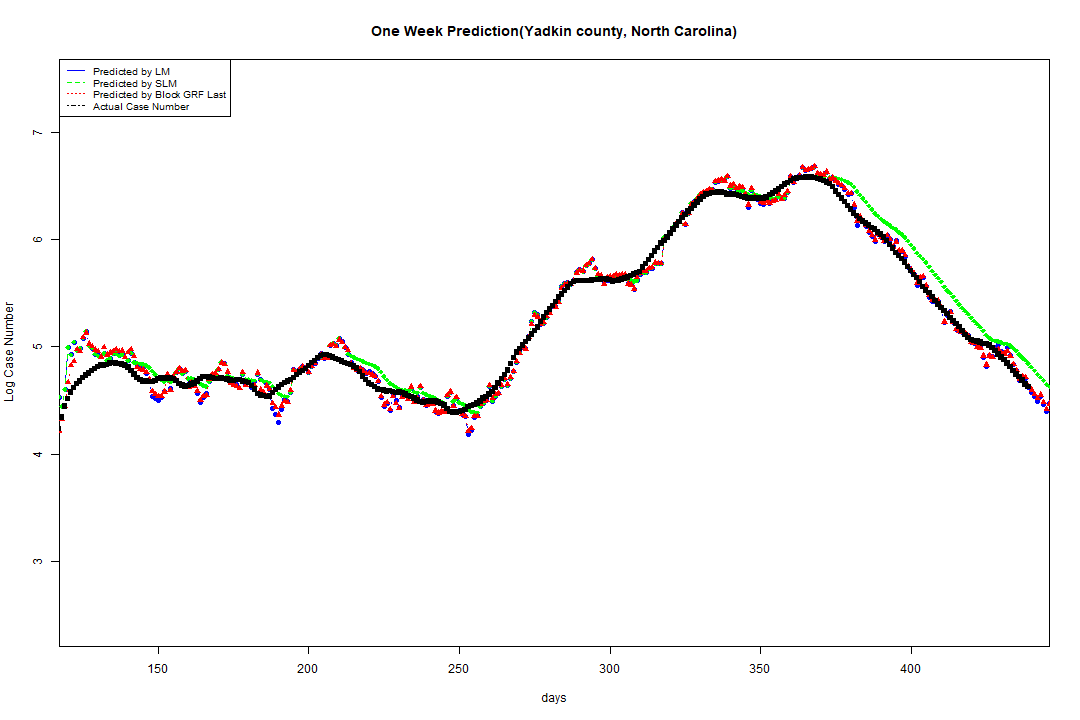 One Week Prediction(Yadkin county, North Carolina)
Predicted by LM
Predicted by SLM
Predicted by Block GRF Last
Actual Case Number
7
6
5
4
3
Log Case Number
150 200 250 300 350 400
days